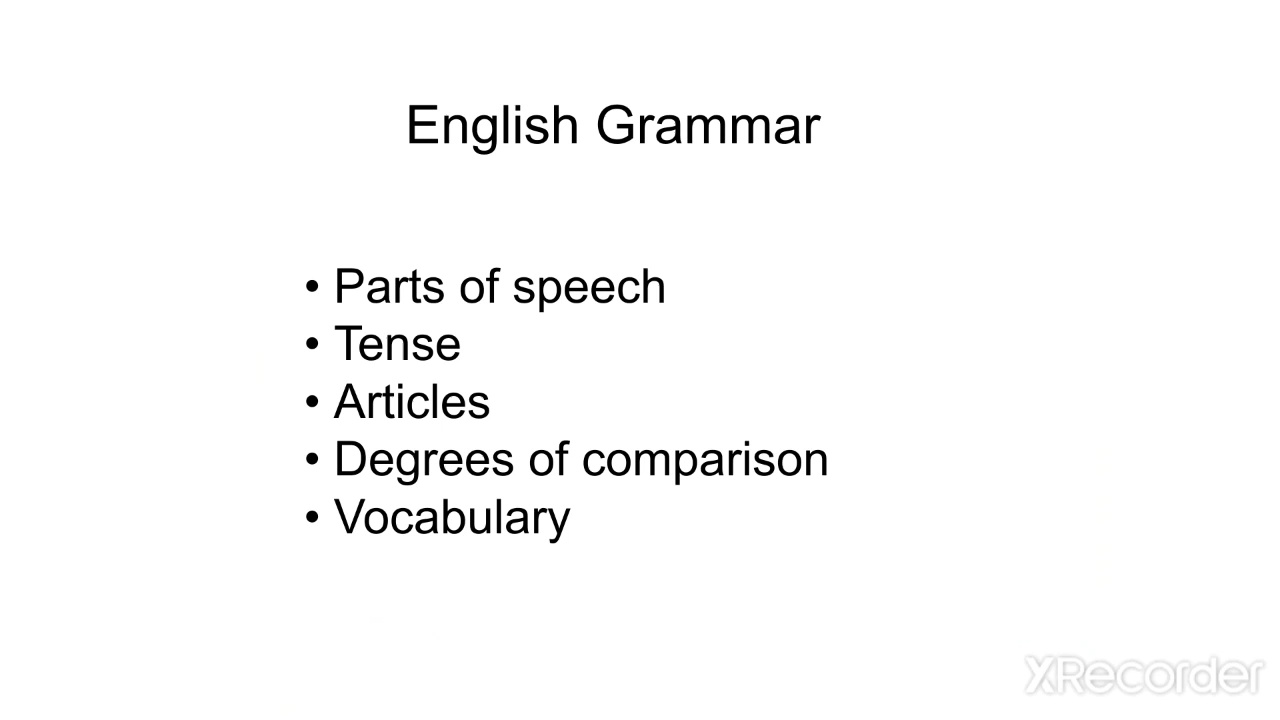 English Grammar
• Parts of speech
• Tense
• Articles
• Degrees of comparison
• Vocabulary
XRecorder